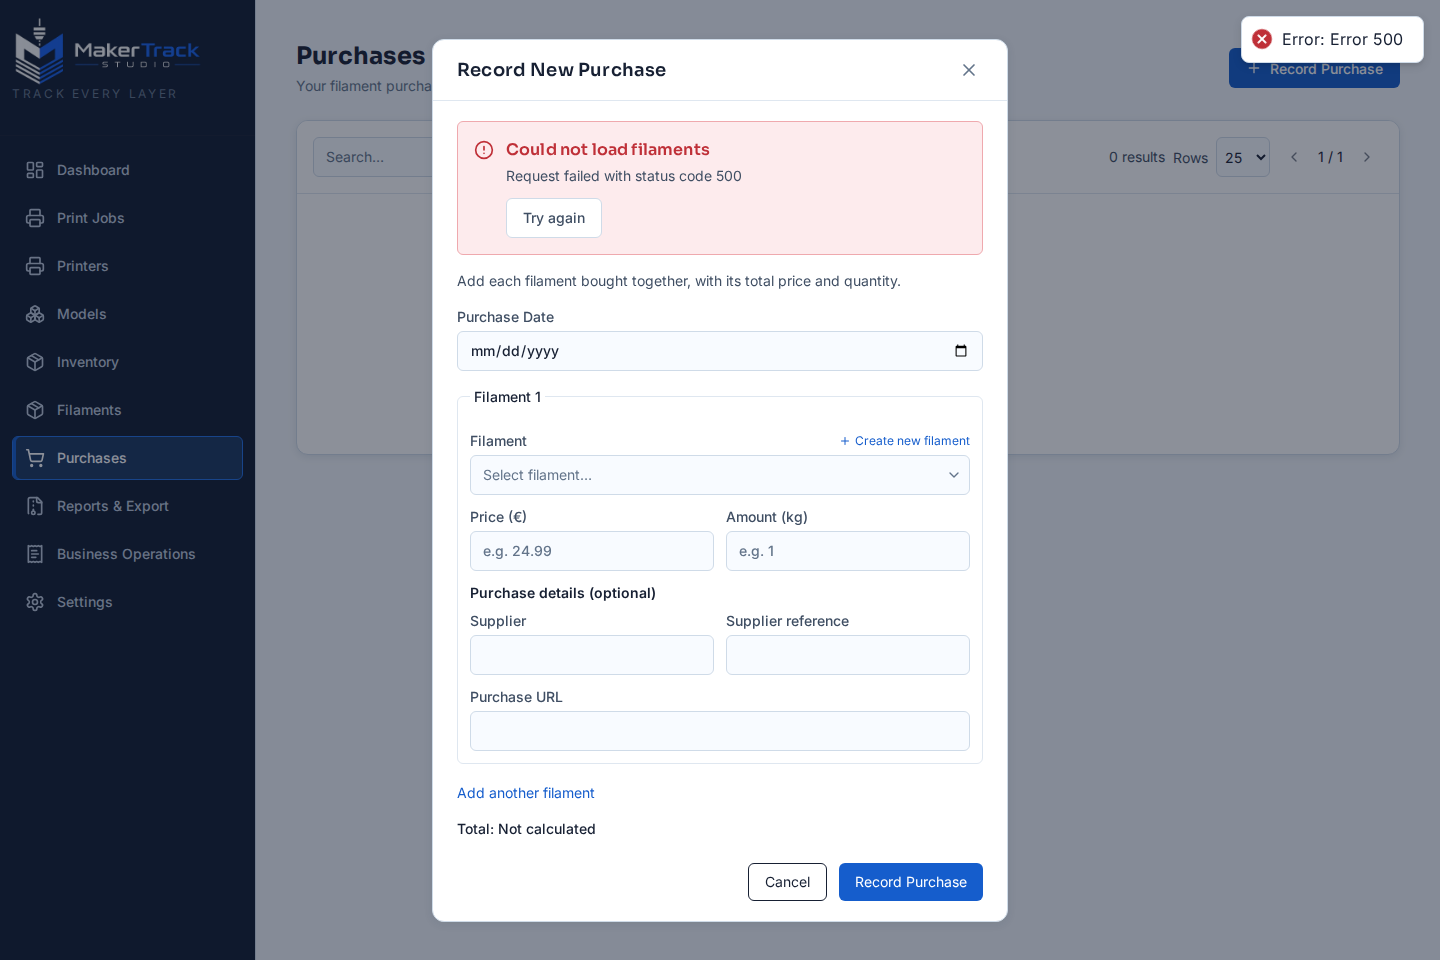 MakerTrack
STUDIO
TRACK EVERY LAYER
Dashboard
Print Jobs
Printers
Models
Inventory
Filaments
Purchases
Reports & Export
Business Operations
Settings
Purchases
Your filament purcha
Error: Error 500
Record Purchase
Search...
0 results Rows 25 1 / 1
Record New Purchase
Could not load filaments
Request failed with status code 500
Try again
Add each filament bought together, with its total price and quantity.
Purchase Date
mm/dd/yyyy
Filament 1
Filament
+ Create new filament
Select filament...
Price (€) Amount (kg)
e.g. 24.99 e.g. 1
Purchase details (optional)
Supplier Supplier reference
Purchase URL
Add another filament
Total: Not calculated
Cancel Record Purchase